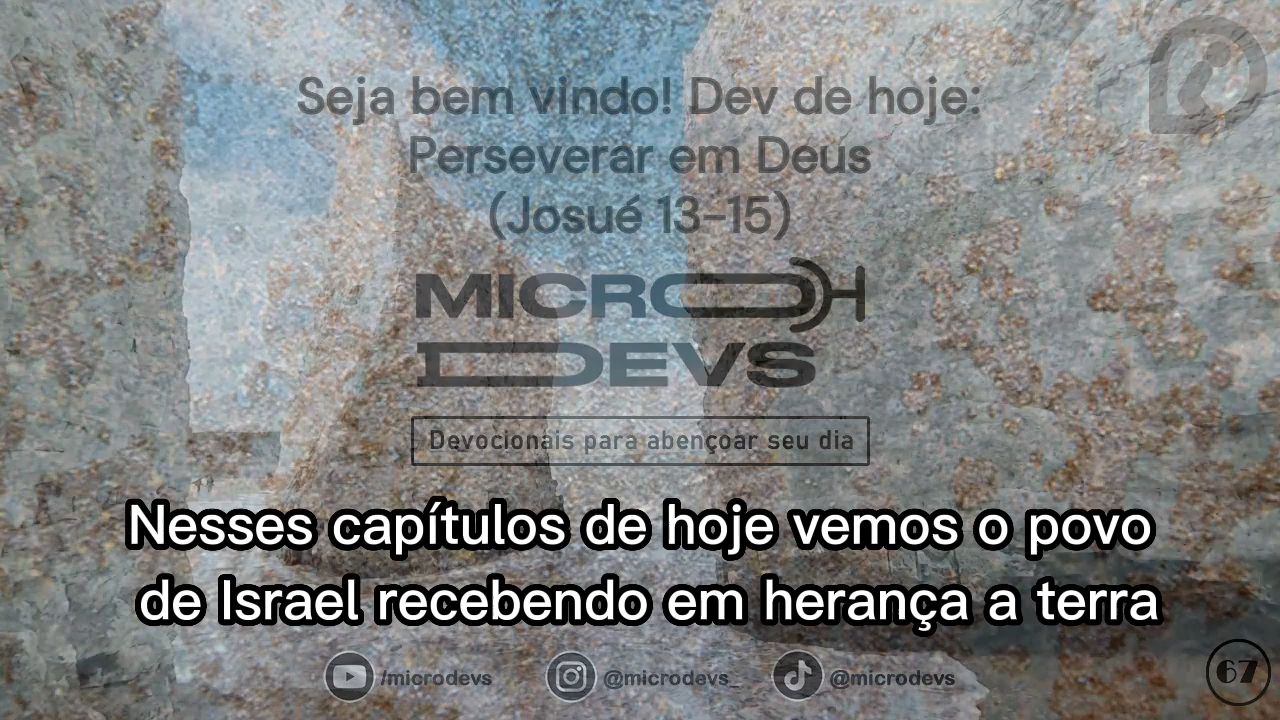 Seja bem vindo! Dev de hoje:
Perseverar em Deus
(Josué 13-15)
MICRO
DEVS
Devocionais para abençoar seu dia
Nesses capítulos de hoje vemos o povo
de Israel recebendo em herança a terra
/microdevs @microdevs @microdevs
67